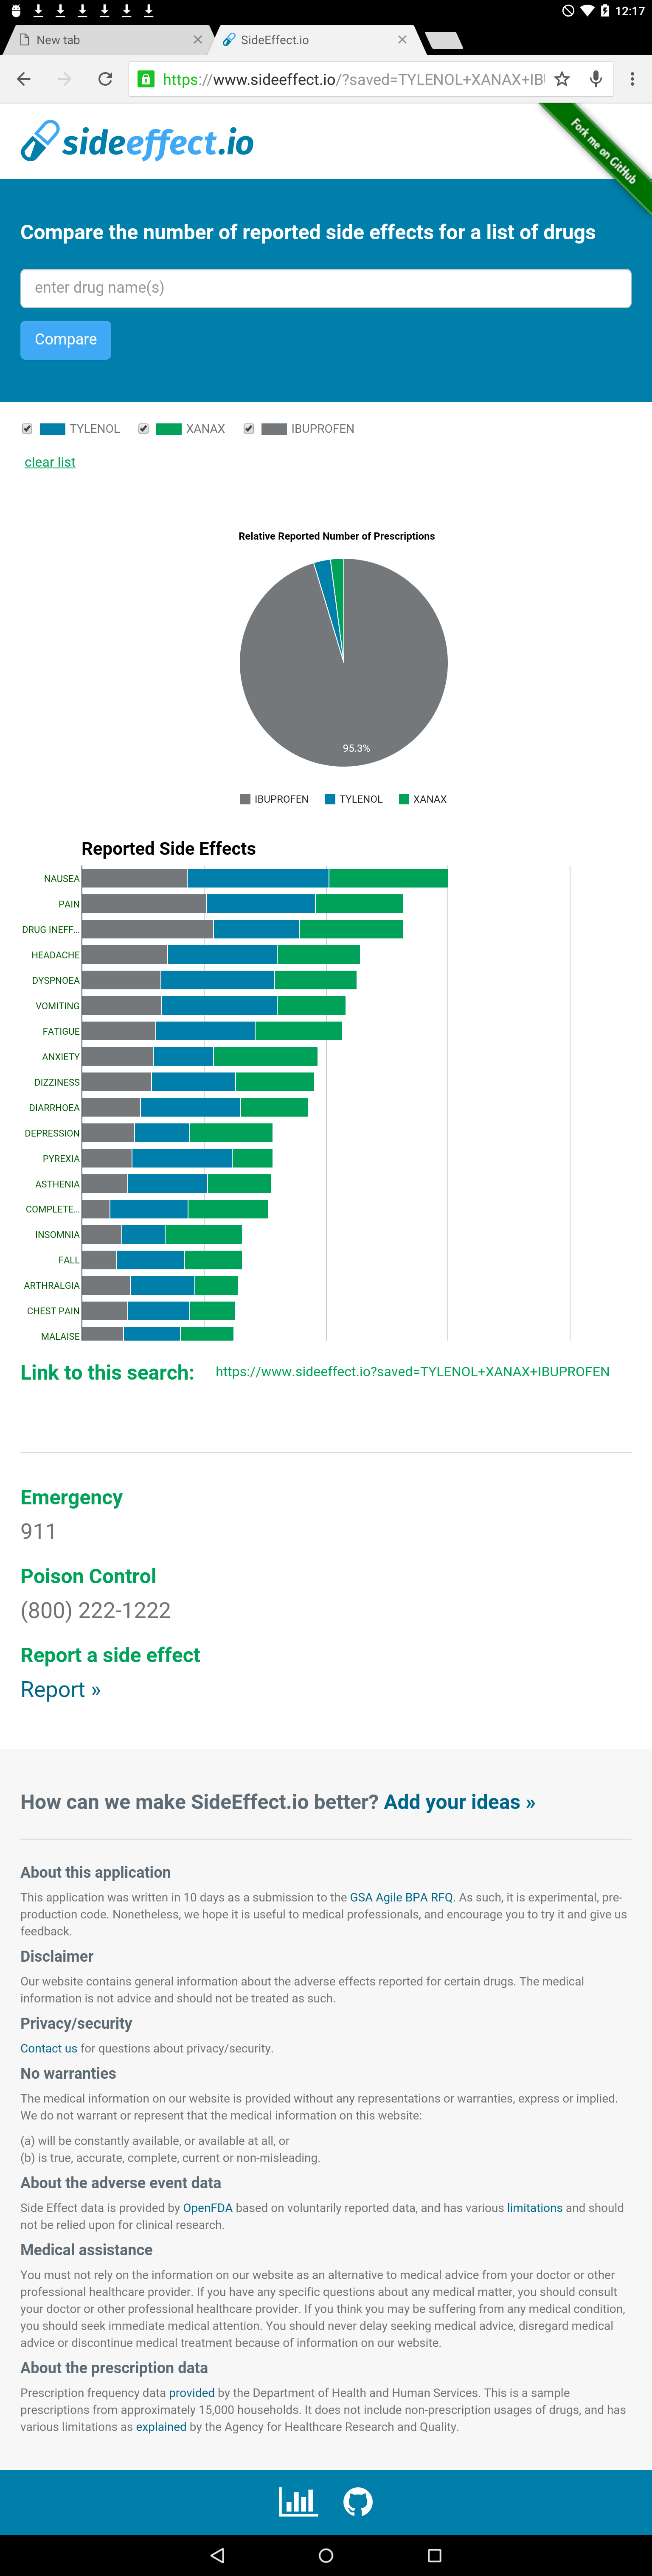 12:17
New tab
SideEffect.io
https://www.sideeffect.io/?saved=TYLENOL+XANAX+IB
sideeffect.io
Fork me on GitHub
Compare the number of reported side effects for a list of drugs
enter drug name(s)
Compare
TYLENOL XANAX IBUPROFEN
clear list
Relative Reported Number of Prescriptions
95.3%
IBUPROFEN TYLENOL XANAX
Reported Side Effects
NAUSEA
PAIN
DRUG INEFF...
HEADACHE
DYSPNOEA
VOMITING
FATIGUE
ANXIETY
DIZZINESS
DIARRHOEA
DEPRESSION
PYREXIA
ASTHENIA
COMPLETE...
INSOMNIA
FALL
ARTHRALGIA
CHEST PAIN
MALAISE
Link to this search: https://www.sideeffect.io?saved=TYLENOL+XANAX+IBUPROFEN
Emergency
911
Poison Control
(800) 222-1222
Report a side effect
Report »
How can we make SideEffect.io better? Add your ideas »
About this application
This application was written in 10 days as a submission to the GSA Agile BPA RFQ. As such, it is experimental, pre-
production code. Nonetheless, we hope it is useful to medical professionals, and encourage you to try it and give us
feedback.
Disclaimer
Our website contains general information about the adverse effects reported for certain drugs. The medical
information is not advice and should not be treated as such.
Privacy/security
Contact us for questions about privacy/security.
No warranties
The medical information on our website is provided without any representations or warranties, express or implied.
We do not warrant or represent that the medical information on this website:
(a) will be constantly available, or available at all, or
(b) is true, accurate, complete, current or non-misleading.
About the adverse event data
Side Effect data is provided by OpenFDA based on voluntarily reported data, and has various limitations and should
not be relied upon for clinical research.
Medical assistance
You must not rely on the information on our website as an alternative to medical advice from your doctor or other
professional healthcare provider. If you have any specific questions about any medical matter, you should consult
your doctor or other professional healthcare provider. If you think you may be suffering from any medical condition,
you should seek immediate medical attention. You should never delay seeking medical advice, disregard medical
advice or discontinue medical treatment because of information on our website.
About the prescription data
Prescription frequency data provided by the Department of Health and Human Services. This is a sample
prescriptions from approximately 15,000 households. It does not include non-prescription usages of drugs, and has
various limitations as explained by the Agency for Healthcare Research and Quality.